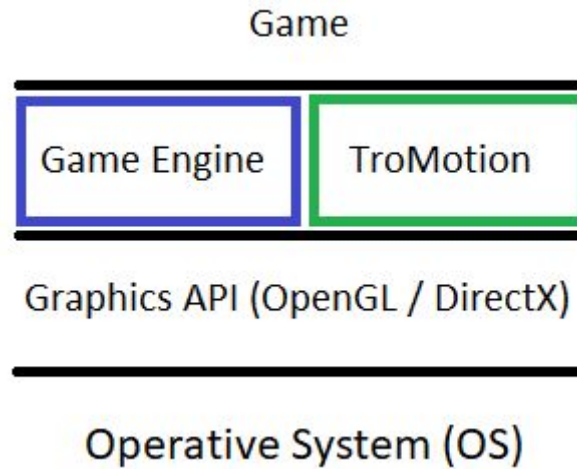 Game
Game Engine TroMotion
Graphics API (OpenGL / DirectX)
Operative System (OS)